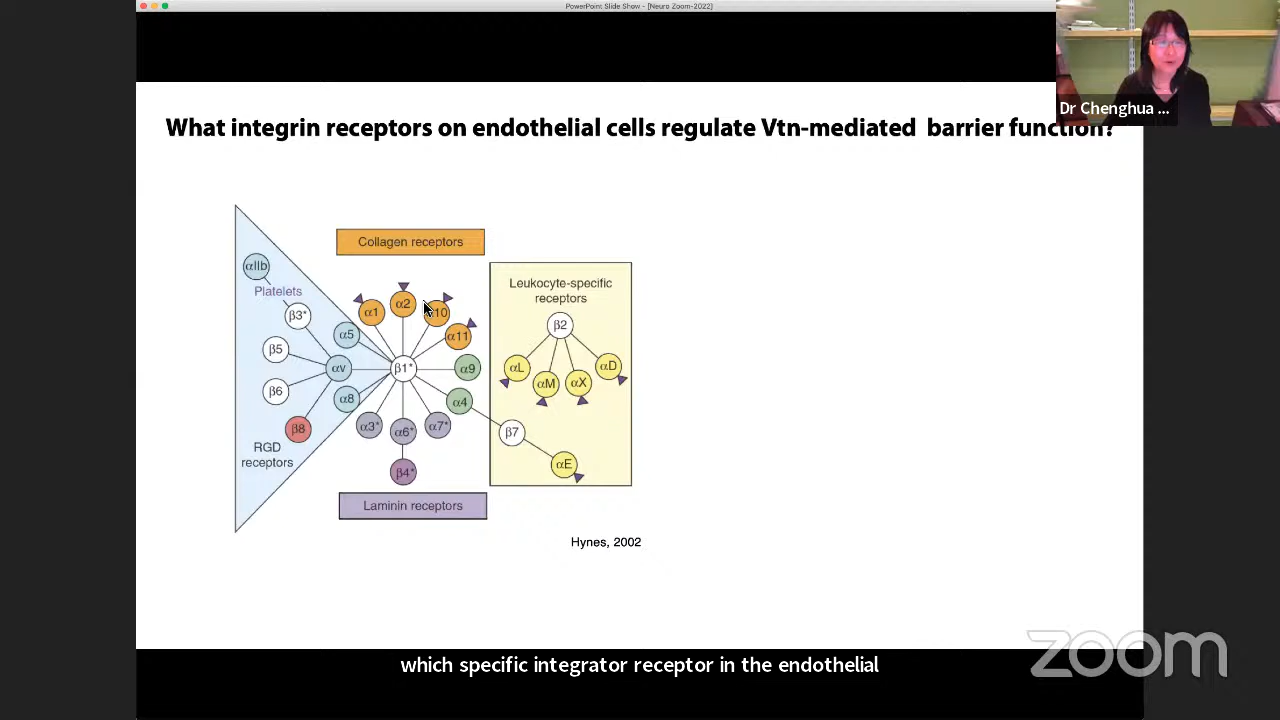 PowerPoint Slide Show - [Neuro Zoom-2022]
Dr Chenghua ...
What integrin receptors on endothelial cells regulate Vtn-mediated barrier function?
Collagen receptors
αIIb
Platelets
β3*
α5
α1
α2
α10
α11
β5
αv
β1*
α9
β6
α8
α4
β8
α3*
α6*
α7*
β4*
RGD
receptors
Laminin receptors
Leukocyte-specific
receptors
β2
αL
αM
αX
αD
β7
αE
Hynes, 2002
which specific integrator receptor in the endothelial
zoom